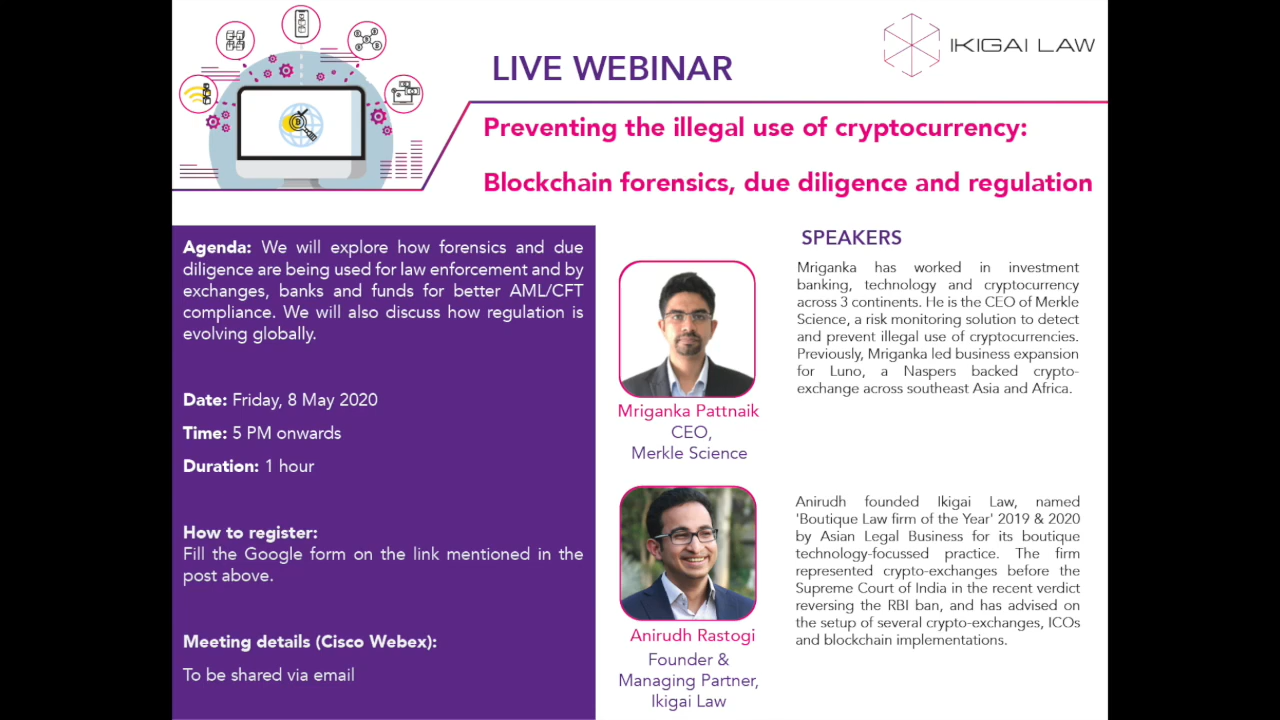 IKIGAI LAW
LIVE WEBINAR
Preventing the illegal use of cryptocurrency:
Blockchain forensics, due diligence and regulation
Agenda: We will explore how forensics and due
diligence are being used for law enforcement and by
exchanges, banks and funds for better AML/CFT
compliance. We will also discuss how regulation is
evolving globally.
Date: Friday, 8 May 2020
Time: 5 PM onwards
Duration: 1 hour
How to register:
Fill the Google form on the link mentioned in the
post above.
Meeting details (Cisco Webex):
To be shared via email
SPEAKERS
Mriganka Pattnaik
CEO,
Merkle Science
Mriganka has worked in investment
banking, technology and cryptocurrency
across 3 continents. He is the CEO of Merkle
Science, a risk monitoring solution to detect
and prevent illegal use of cryptocurrencies.
Previously, Mriganka led business expansion
for Luno, a Naspers backed crypto-
exchange across southeast Asia and Africa.
Anirudh Rastogi
Founder &
Managing Partner,
Ikigai Law
Anirudh founded Ikigai Law, named
'Boutique Law firm of the Year' 2019 & 2020
by Asian Legal Business for its boutique
technology-focussed practice. The firm
represented crypto-exchanges before the
Supreme Court of India in the recent verdict
reversing the RBI ban, and has advised on
the setup of several crypto-exchanges, ICOs
and blockchain implementations.